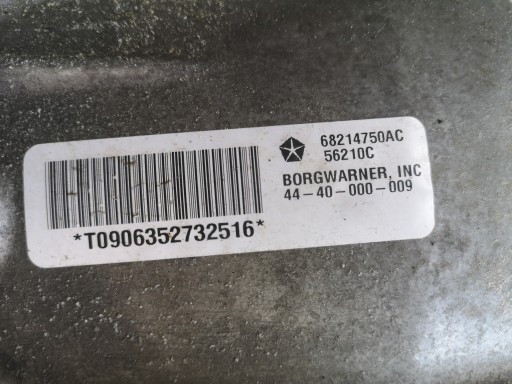 68214750AC
56210C
BORGWARNER, INC
44-40-000-009
*T0906352732516*